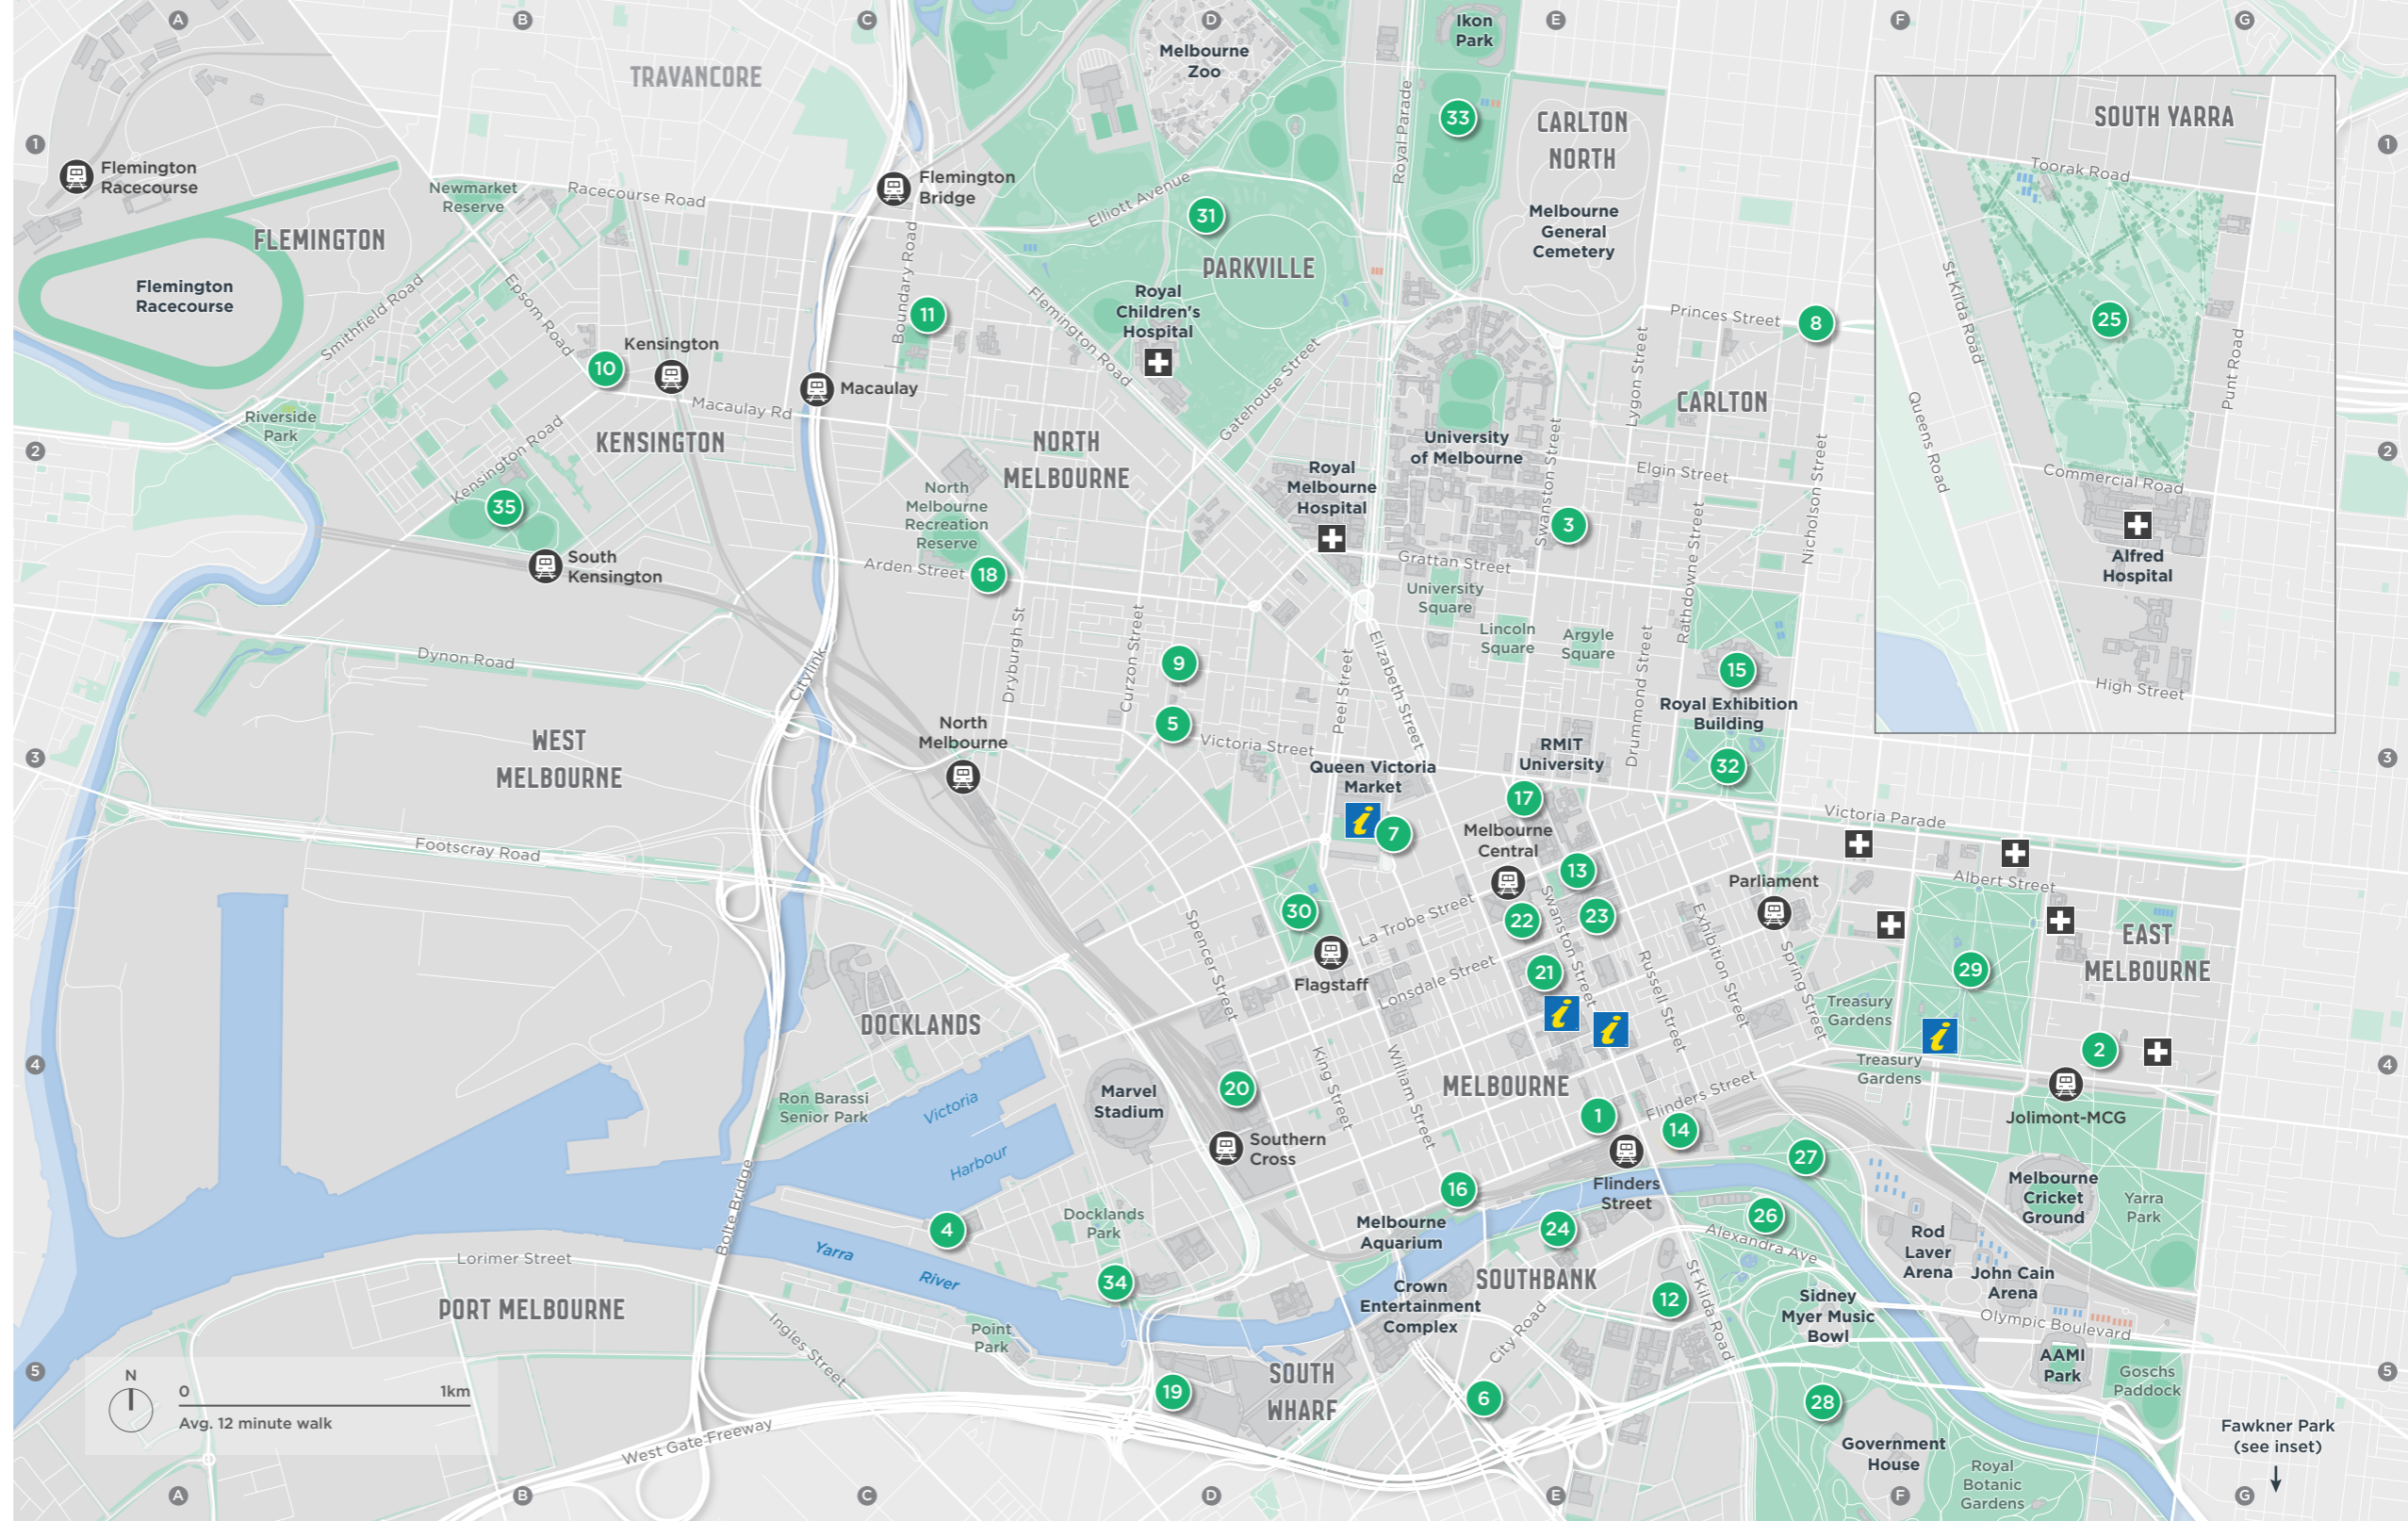 A
B
C
D
E
F
G
Ikon
Park
Melbourne
Zoo
TRAVANCORE
33
Royal Parade
CARLTON
NORTH
SOUTH YARRA
Toorak Road
1
1
Flemington
Racecourse
Flemington
Bridge
Newmarket
Reserve
Racecourse Road
Elliott Avenue
31
Melbourne
General
Cemetery
FLEMINGTON
Flemington
Racecourse
Smithfield Road
Epsom Road
Boundary Road
11
PARKVILLE
Royal
Children's
Hospital
Flemington Road
Gatehouse Street
Princes Street
8
St Kilda Road
25
Punt Road
Queens Road
Kensington
10
Macaulay
Macaulay Rd
Lygon Street
CARLTON
Riverside
Park
KENSINGTON
Kensington Road
NORTH
MELBOURNE
University
of Melbourne
Swanston Street
Elgin Street
Nicholson Street
Commercial Road
2
2
35
North
Melbourne
Recreation
Reserve
Royal
Melbourne
Hospital
3
Rathdowne Street
Alfred
Hospital
South
Kensington
Arden Street
18
Grattan Street
University
Square
Lincoln
Square
Argyle
Square
Dryburgh St
Curzon Street
Peel Street
Elizabeth Street
Drummond Street
Dynon Road
Citylink
9
15
Royal Exhibition
Building
High Street
WEST
MELBOURNE
North
Melbourne
5
Victoria Street
Queen Victoria
Market
RMIT
University
32
3
3
17
i
7
Melbourne
Central
Victoria Parade
Footscray Road
13
Parliament
Albert Street
30
La Trobe Street
22
Swanston Street
23
Exhibition Street
Spring Street
EAST
MELBOURNE
Spencer Street
Flagstaff
Lonsdale Street
21
Russell Street
29
DOCKLANDS
i
i
Treasury
Gardens
i
4
4
2
King Street
William Street
Treasury
Gardens
Ron Barassi
Senior Park
Victoria
Harbour
Marvel
Stadium
20
MELBOURNE
Flinders Street
1
14
Jolimont-MCG
Southern
Cross
27
Bolte Bridge
Flinders
Street
Melbourne
Cricket
Ground
Yarra
Park
16
4
Docklands
Park
Melbourne
Aquarium
24
26
Alexandra Ave
Rod
Laver
Arena
John Cain
Arena
Lorimer Street
Yarra
River
34
SOUTHBANK
Crown
Entertainment
Complex
12
St Kilda Road
Sidney
Myer Music
Bowl
Olympic Boulevard
PORT MELBOURNE
Ingles Street
Point
Park
City Road
AAMI
Park
Goschs
Paddock
5
5
N
0
1km
Avg. 12 minute walk
19
SOUTH
WHARF
6
28
West Gate Freeway
Government
House
Royal
Botanic
Gardens
Fawkner Park
(see inset)
A
B
C
D
E
F
G